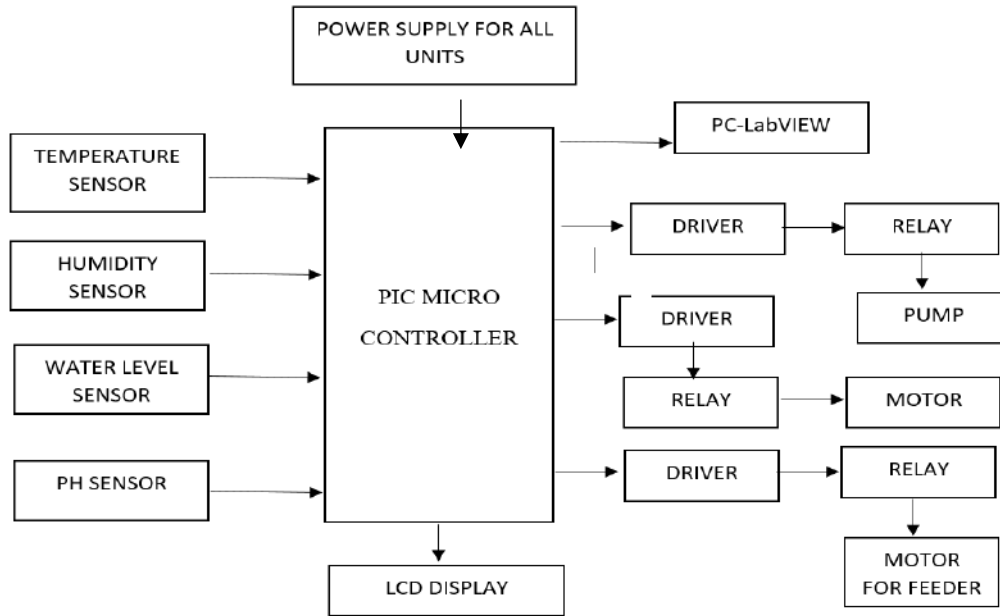 POWER SUPPLY FOR ALL
UNITS
PC-LabVIEW
TEMPERATURE
SENSOR
DRIVER
RELAY
HUMIDITY
SENSOR
PIC MICRO
CONTROLLER
PUMP
DRIVER
WATER LEVEL
SENSOR
RELAY
MOTOR
PH SENSOR
DRIVER
RELAY
LCD DISPLAY
MOTOR
FOR FEEDER